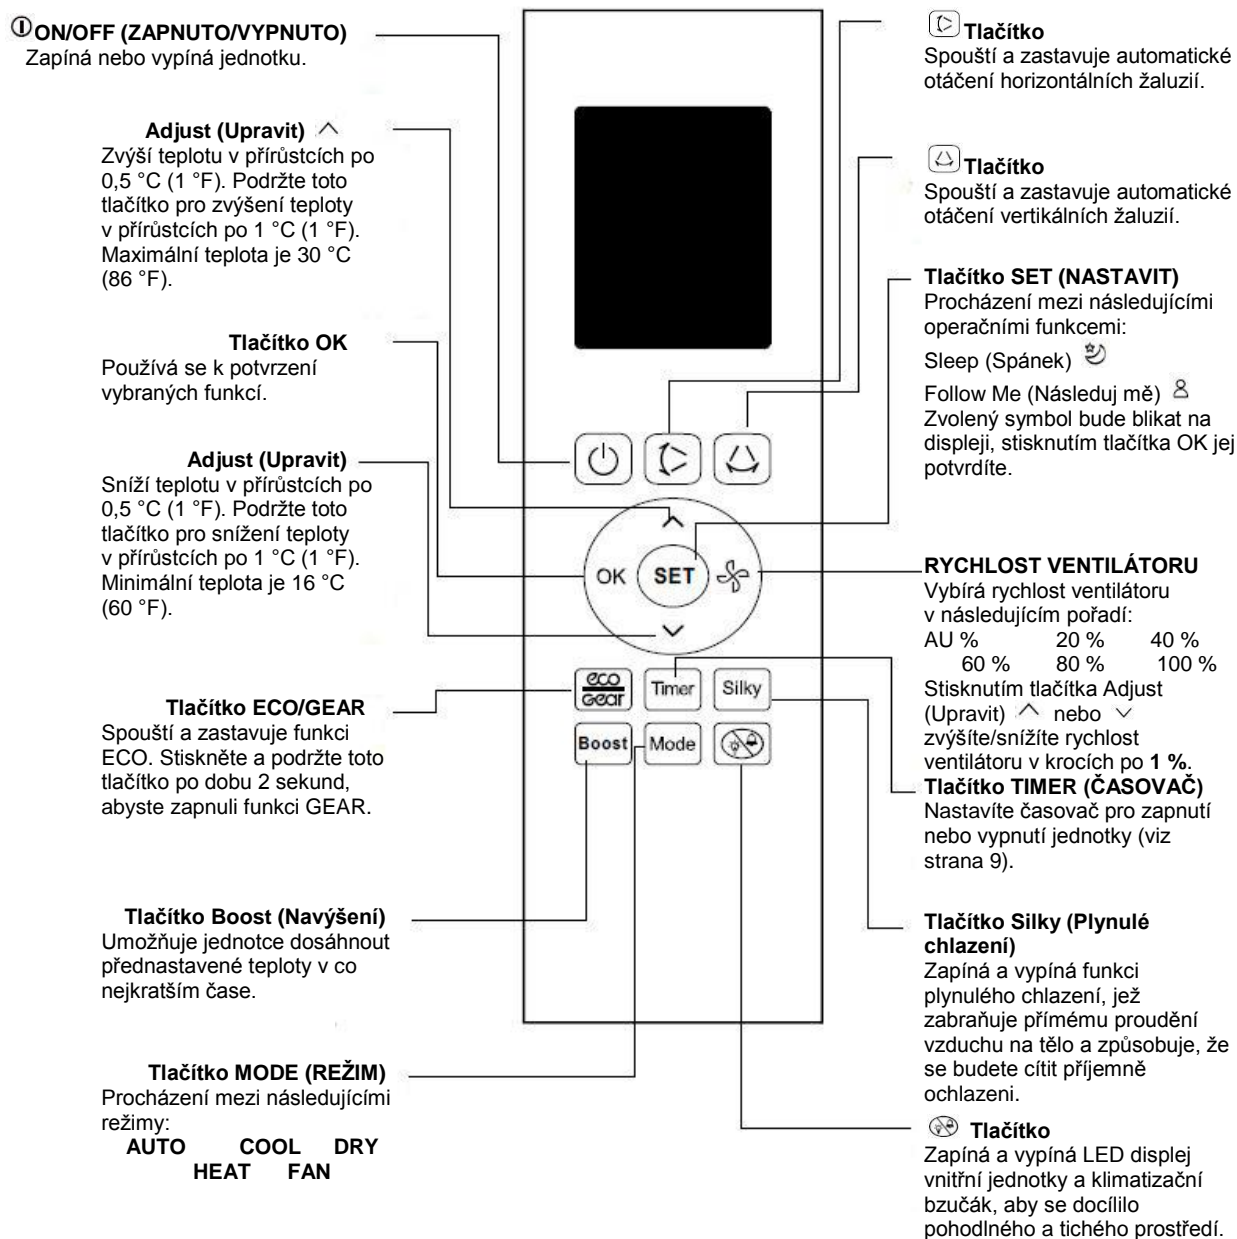 ON/OFF (ZAPNUTO/VYPNUTO)
Zapíná nebo vypíná jednotku.
Adjust (Upravit)
Zvýší teplotu v přírůstcích po
0,5 °C (1 °F). Podržte toto
tlačítko pro zvýšení teploty
v přírůstcích po 1 °C (1 °F).
Maximální teplota je 30 °C
(86 °F).
Tlačítko OK
Používá se k potvrzení
vybraných funkcí.
Adjust (Upravit)
Sníží teplotu v přírůstcích po
0,5 °C (1 °F). Podržte toto
tlačítko pro snížení teploty
v přírůstcích po 1 °C (1 °F).
Minimální teplota je 16 °C
(60 °F).
Tlačítko ECO/GEAR
Spouští a zastavuje funkci
ECO. Stiskněte a podržte toto
tlačítko po dobu 2 sekund,
abyste zapnuli funkci GEAR.
Tlačítko Boost (Navýšení)
Umožňuje jednotce dosáhnout
přednastavené teploty v co
nejkratším čase.
Tlačítko MODE (REŽIM)
Procházení mezi následujícími
režimy:
AUTO COOL DRY
HEAT FAN
OK SET
eco Timer Silky
Gear
Boost Mode
Tlačítko
Spouští a zastavuje automatické
otáčení horizontálních žaluzií.
Tlačítko
Spouští a zastavuje automatické
otáčení vertikálních žaluzií.
Tlačítko SET (NASTAVIT)
Procházení mezi následujícími
operačními funkcemi:
Sleep (Spánek)
Follow Me (Následuj mě)
Zvolený symbol bude blikat na
displeji, stisknutím tlačítka OK jej
potvrdíte.
RYCHLOST VENTILÁTORU
Vybírá rychlost ventilátoru
v následujícím pořadí:
AU % 20 % 40 %
60 % 80 % 100 %
Stisknutím tlačítka Adjust
(Upravit) nebo
zvýšíte/snížíte rychlost
ventilátoru v krocích po 1 %.
Tlačítko TIMER (ČASOVAČ)
Nastavíte časovač pro zapnutí
nebo vypnutí jednotky (viz
strana 9).
Tlačítko Silky (Plynulé
chlazení)
Zapíná a vypíná funkci
plynulého chlazení, jež
zabraňuje přímému proudění
vzduchu na tělo a způsobuje, že
se budete cítit příjemně
ochlazeni.
Tlačítko
Zapíná a vypíná LED displej
vnitřní jednotky a klimatizační
bzučák, aby se docílilo
pohodlného a tichého prostředí.